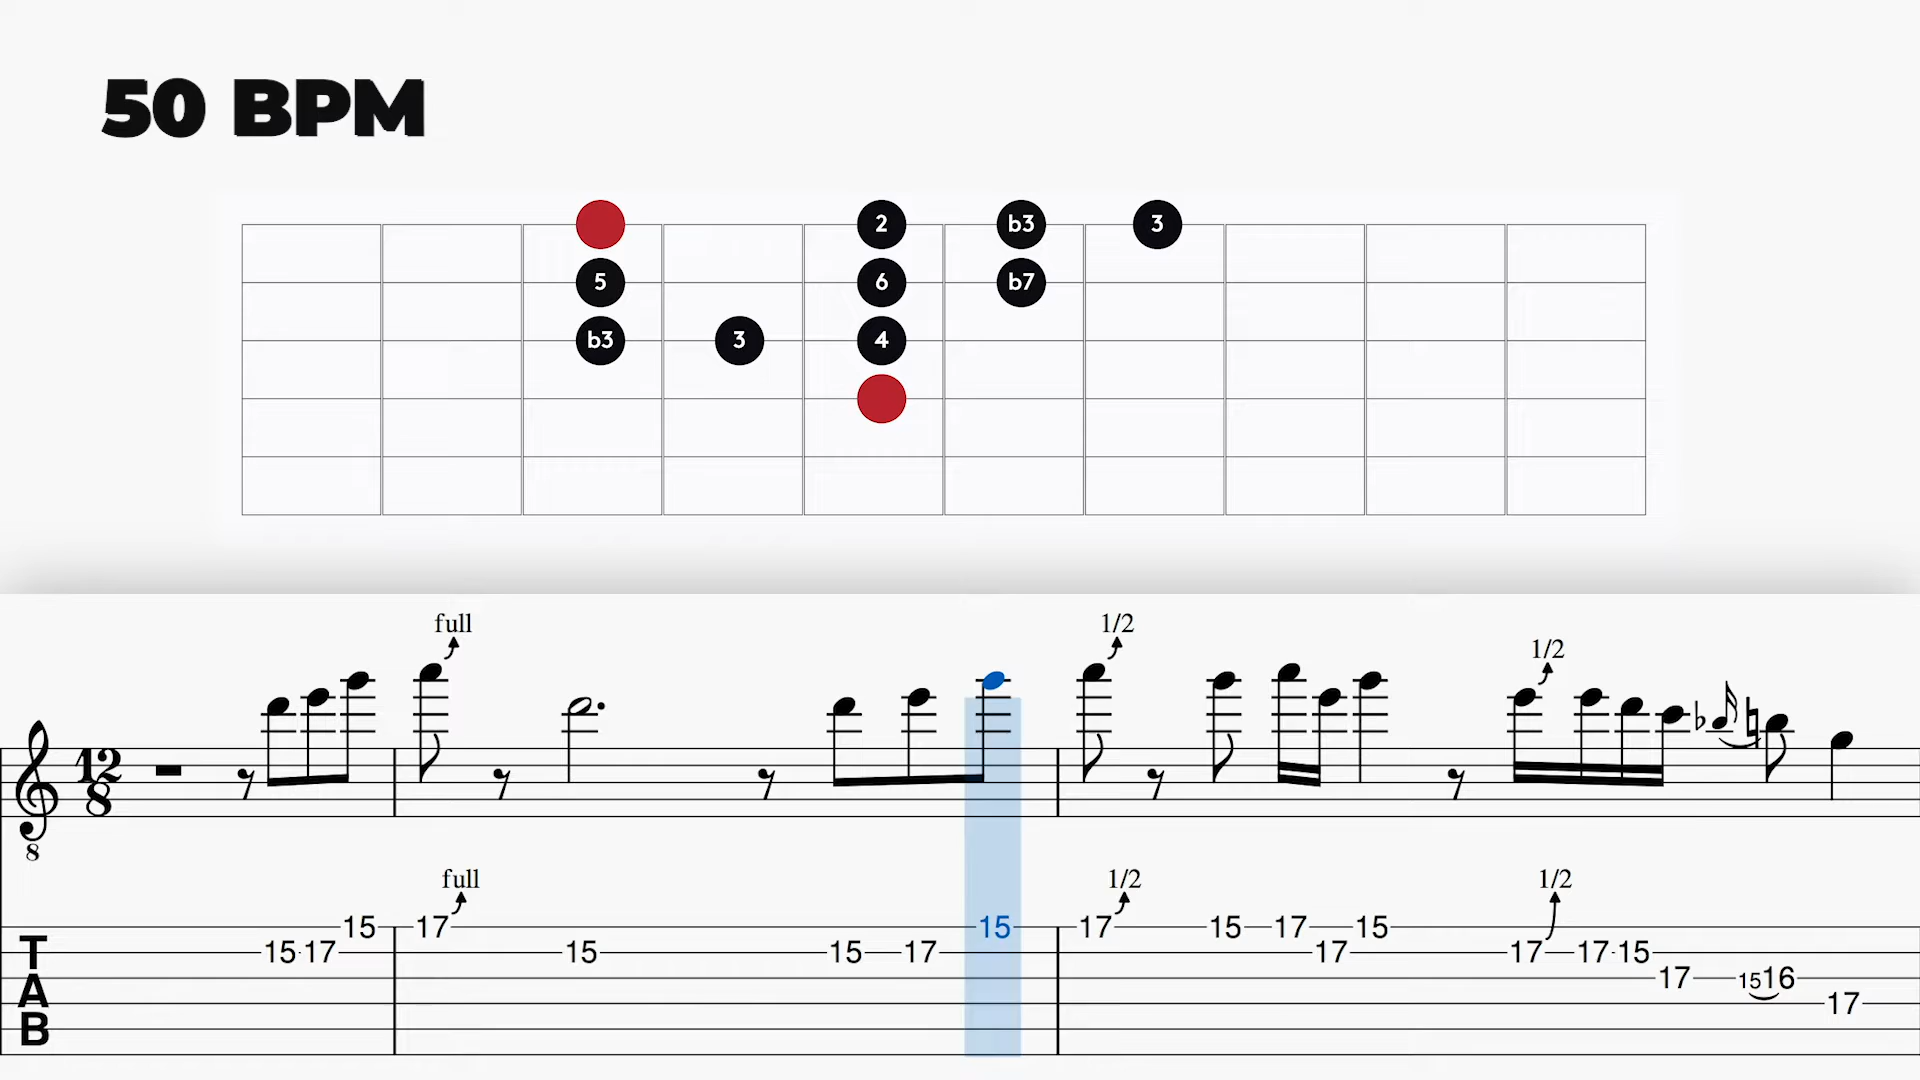 50 BPM
2 b3 3
5 6 b7
b3 3 4
full 1/2
1/2
12
8
8
full 1/2 1/2
15 17 15 15 17 15
15 17 15 15 17 17 17 17 15
T 17 15 16
A 17
B